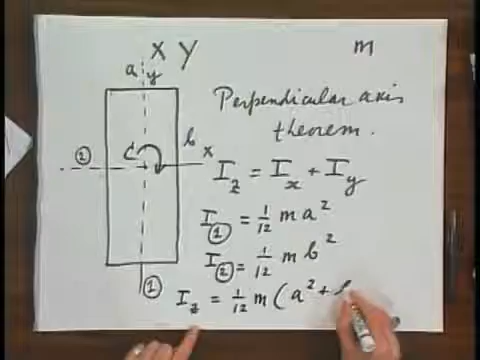 X Y m
a y
Perpendicular axis
theorem.
b
C x
②
I_z = I_x + I_y
I_① = 1/12 m a²
I_② = 1/12 m b²
①
I_z = 1/12 m (a² + b